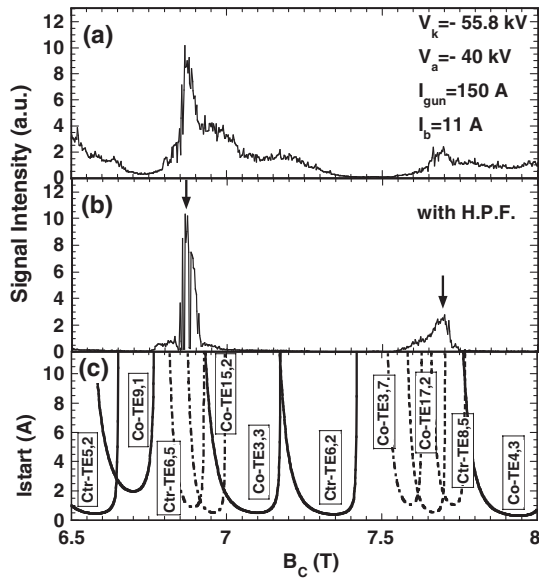 (a)
V_k=- 55.8 kV
V_a=- 40 kV
I_gun=150 A
I_b=11 A
12
10
8
6
4
2
0
Signal Intensity (a.u.)
(b)
with H.P.F.
12
10
8
6
4
2
0
(c)
Istart (A)
10
8
6
4
2
0
Ctr-TE5,2
Co-TE9,1
Ctr-TE6,5
Co-TE15,2
Co-TE3,3
Ctr-TE6,2
Co-TE3,7
Co-TE17,2
Ctr-TE8,5
Co-TE4,3
6.5
7
7.5
8
B_C (T)